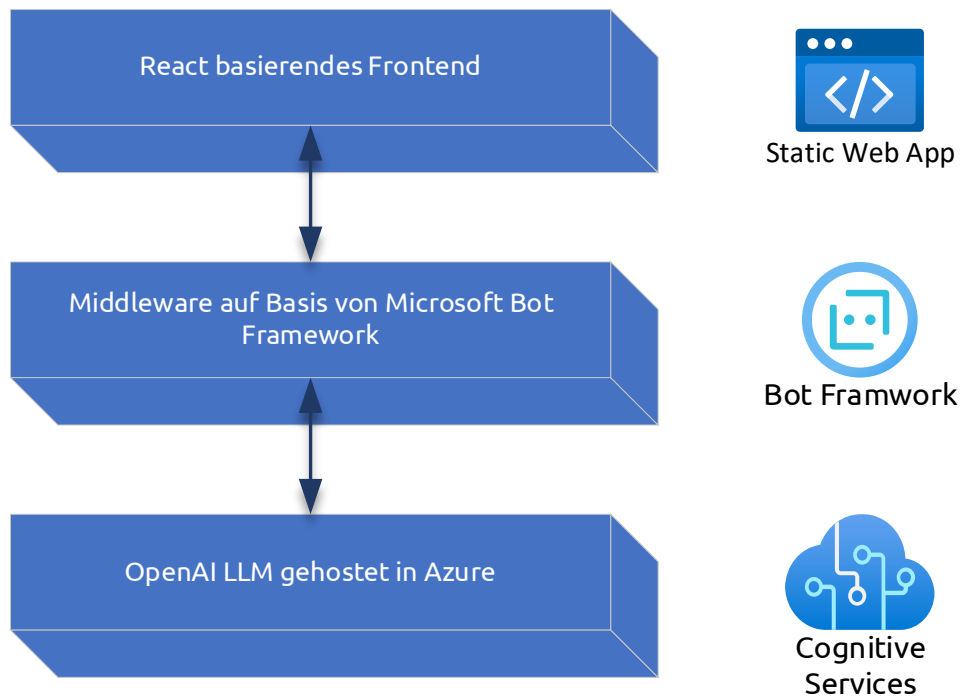 React basierendes Frontend
Static Web App
Middleware auf Basis von Microsoft Bot
Framework
Bot Framwork
OpenAI LLM gehostet in Azure
Cognitive
Services